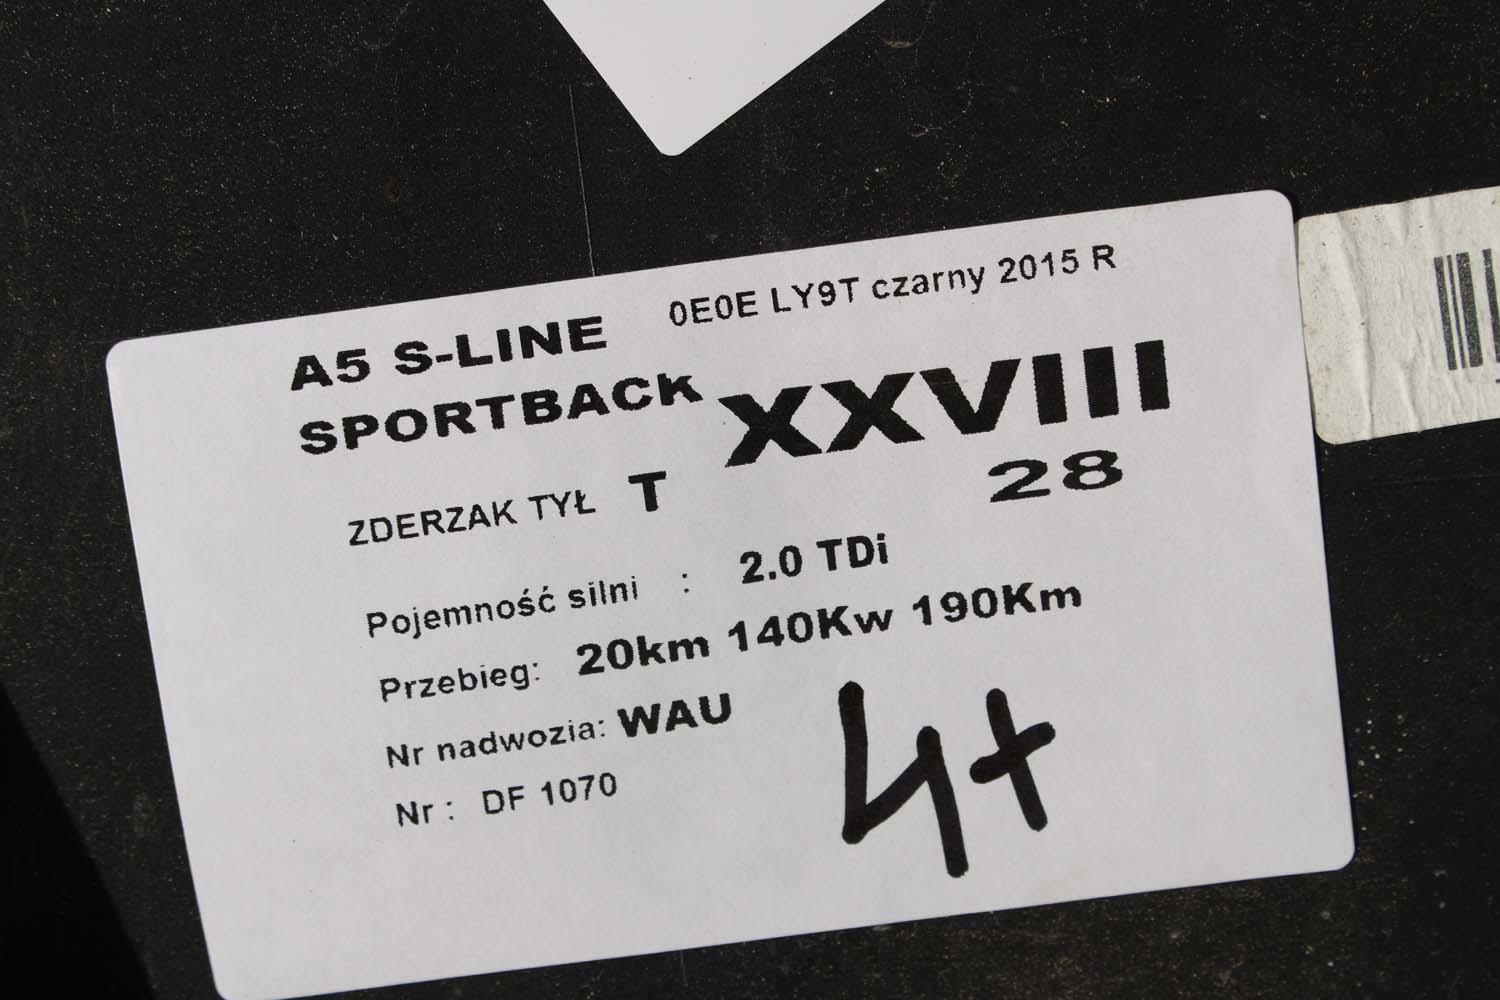 A5 S-LINE 0E0E LY9T czarny 2015 R
SPORTBACK XXVIII
ZDERZAK TYŁ T 28
Pojemność silni : 2.0 TDi
Przebieg: 20km 140Kw 190Km
Nr nadwozia: WAU
Nr : DF 1070
4+